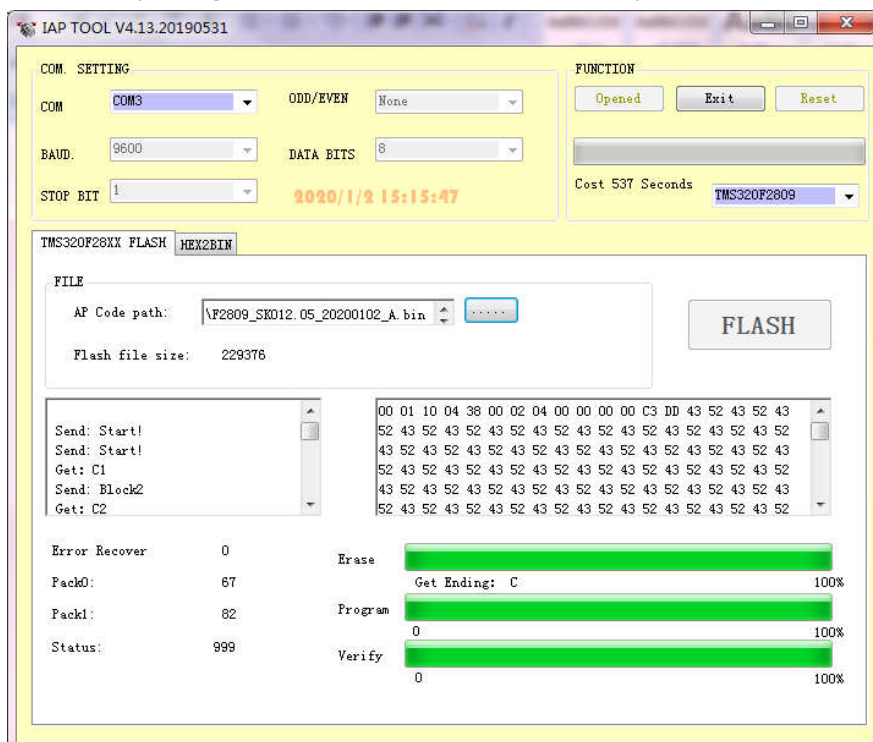 IAP TOOL V4.13.20190531
COM. SETTING
COM
COM3
ODD/EVEN
None
BAUD.
9600
DATA BITS
8
STOP BIT
1
2020/1/2 15:15:47
FUNCTION
Opened
Exit
Reset
Cost 537 Seconds
TMS320F2809
TMS320F28XX FLASH
HEX2BIN
FILE
AP Code path:
\F2809_SK012.05_20200102_A.bin
.....
Flash file size:
229376
FLASH
Send: Start!
Send: Start!
Get: C1
Send: Block2
Get: C2
00 01 10 04 38 00 02 04 00 00 00 00 C3 DD 43 52 43 52 43
52 43 52 43 52 43 52 43 52 43 52 43 52 43 52 43 52 43 52
43 52 43 52 43 52 43 52 43 52 43 52 43 52 43 52 43 52 43
52 43 52 43 52 43 52 43 52 43 52 43 52 43 52 43 52 43 52
43 52 43 52 43 52 43 52 43 52 43 52 43 52 43 52 43 52 43
52 43 52 43 52 43 52 43 52 43 52 43 52 43 52 43 52 43 52
Error Recover
0
Pack0:
67
Pack1:
82
Status:
999
Erase
Get Ending: C
100%
Program
0
100%
Verify
0
100%